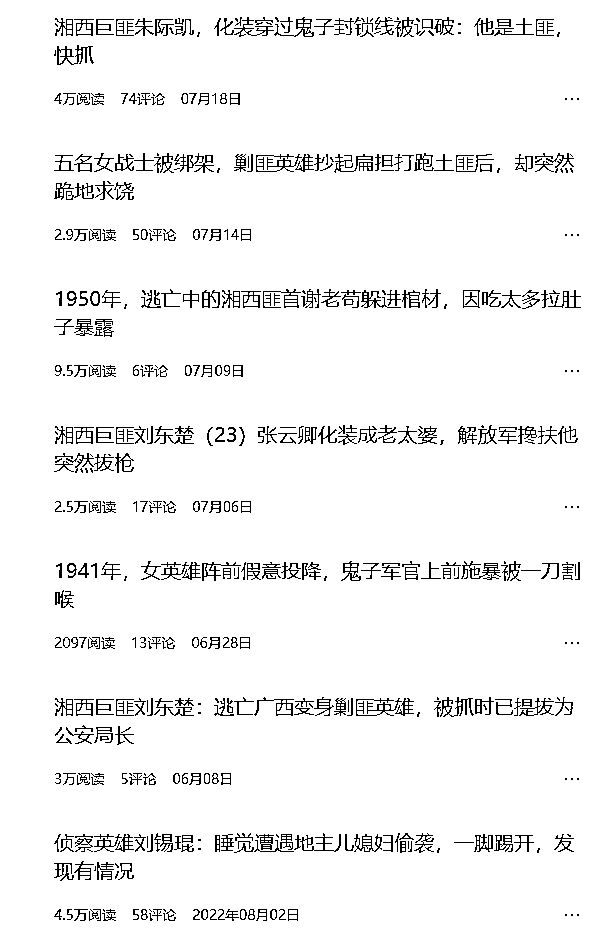 湘西巨匪朱际凯，化装穿过鬼子封锁线被识破：他是土匪，
快抓
4万阅读 74评论 07月18日
五名女战士被绑架，剿匪英雄抄起扁担打跑土匪后，却突然
跪地求饶
2.9万阅读 50评论 07月14日
1950年，逃亡中的湘西匪首谢老苟躲进棺材，因吃太多拉肚
子暴露
9.5万阅读 6评论 07月09日
湘西巨匪刘东楚（23）张云卿化装成老太婆，解放军搀扶他
突然拔枪
2.5万阅读 17评论 07月06日
1941年，女英雄阵前假意投降，鬼子军官上前施暴被一刀割
喉
2097阅读 13评论 06月28日
湘西巨匪刘东楚：逃亡广西变身剿匪英雄，被抓时已提拔为
公安局长
3万阅读 5评论 06月08日
侦察英雄刘锡琨：睡觉遭遇地主儿媳妇偷袭，一脚踢开，发
现有情况
4.5万阅读 58评论 2022年08月02日